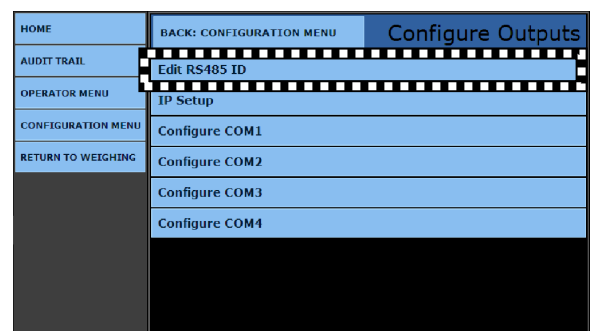 HOME
AUDIT TRAIL
OPERATOR MENU
CONFIGURATION MENU
RETURN TO WEIGHING
BACK: CONFIGURATION MENU
Configure Outputs
Edit RS485 ID
IP Setup
Configure COM1
Configure COM2
Configure COM3
Configure COM4